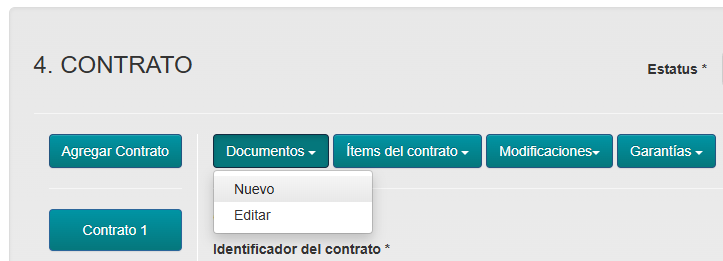 4. CONTRATO
Estatus *
Agregar Contrato
Documentos
Ítems del contrato
Modificaciones
Garantías
Nuevo
Editar
Contrato 1
Identificador del contrato *